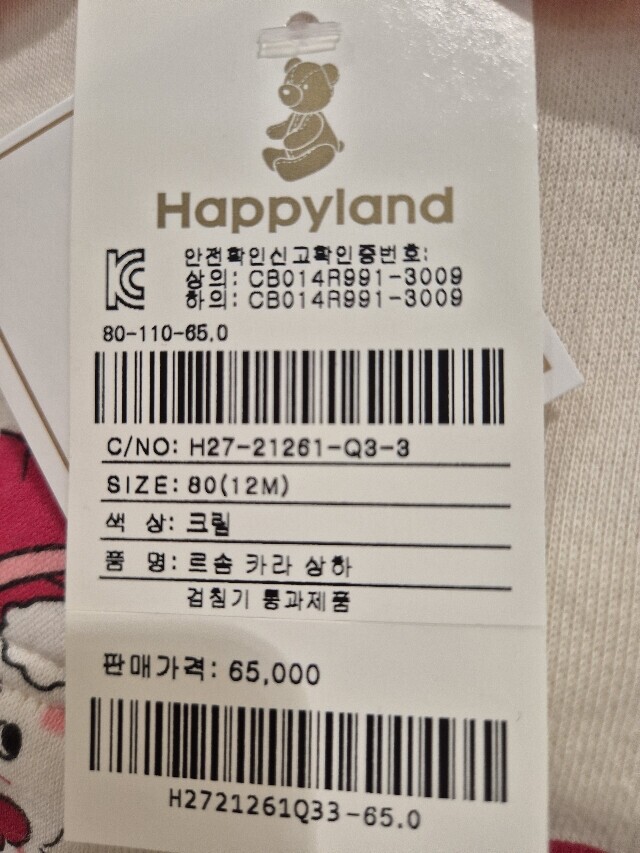 Happyland
안전확인신고확인증번호:
상의: CB014R991-3009
하의: CB014R991-3009
80-110-65.0
C/NO: H27-21261-Q3-3
SIZE: 80(12M)
색 상: 크림
품 명: 르솜 카라 상하
검침기 통과제품
판매가격: 65,000
H2721261Q33-65.0